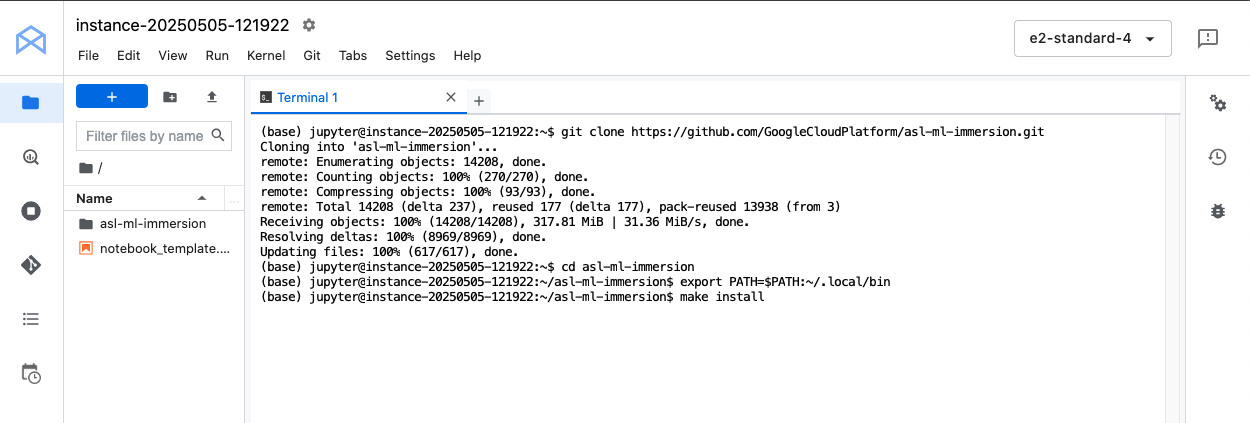 instance-20250505-121922
File Edit View Run Kernel Git Tabs Settings Help
e2-standard-4
+
Filter files by name
/
Name
...
asl-ml-immersion
notebook_template....
Terminal 1
(base) jupyter@instance-20250505-121922:~$ git clone https://github.com/GoogleCloudPlatform/asl-ml-immersion.git
Cloning into 'asl-ml-immersion'...
remote: Enumerating objects: 14208, done.
remote: Counting objects: 100% (270/270), done.
remote: Compressing objects: 100% (93/93), done.
remote: Total 14208 (delta 237), reused 177 (delta 177), pack-reused 13938 (from 3)
Receiving objects: 100% (14208/14208), 317.81 MiB | 31.36 MiB/s, done.
Resolving deltas: 100% (8969/8969), done.
Updating files: 100% (617/617), done.
(base) jupyter@instance-20250505-121922:~$ cd asl-ml-immersion
(base) jupyter@instance-20250505-121922:~/asl-ml-immersion$ export PATH=$PATH:~/.local/bin
(base) jupyter@instance-20250505-121922:~/asl-ml-immersion$ make install